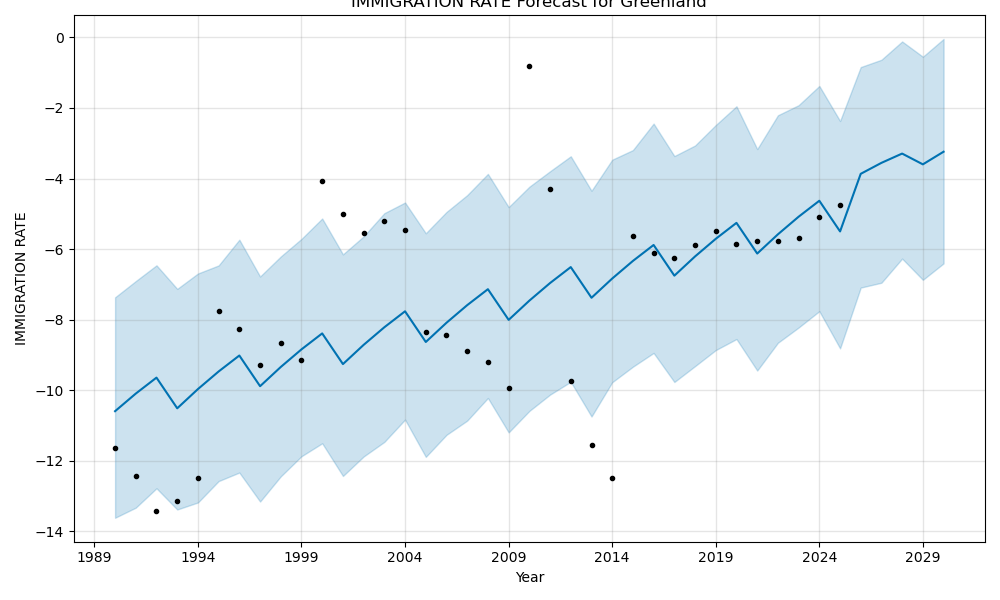 IMMIGRATION RATE Forecast for Greenland
0
−2
−4
−6
−8
−10
−12
−14
IMMIGRATION RATE
1989 1994 1999 2004 2009 2014 2019 2024 2029
Year